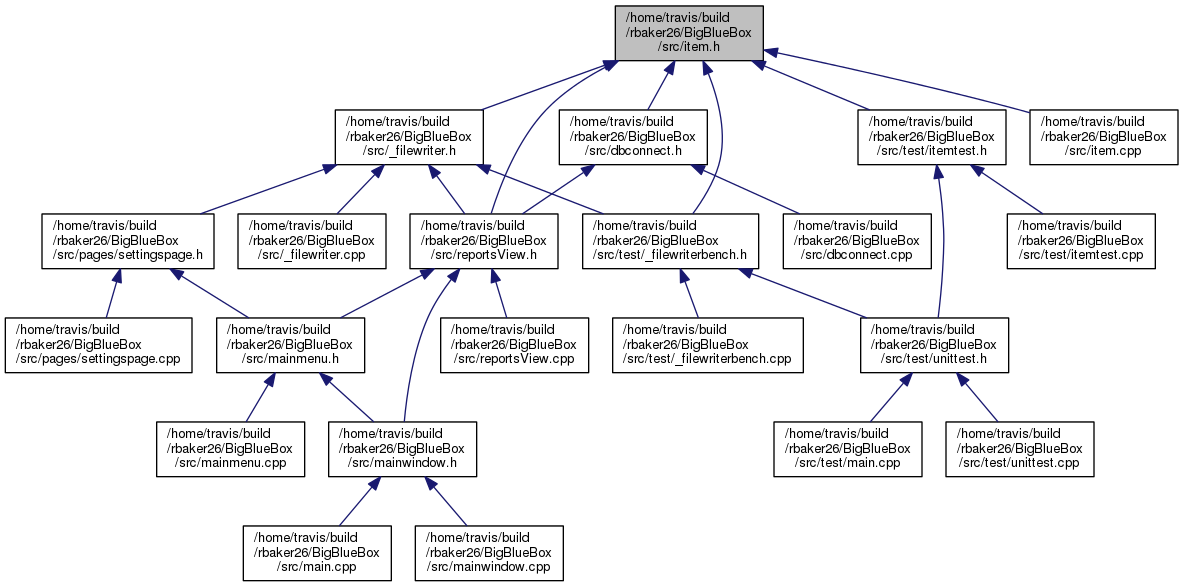 /home/travis/build
/rbaker26/BigBlueBox
/src/item.h
/home/travis/build
/rbaker26/BigBlueBox
/src/_filewriter.h
/home/travis/build
/rbaker26/BigBlueBox
/src/dbconnect.h
/home/travis/build
/rbaker26/BigBlueBox
/src/test/itemtest.h
/home/travis/build
/rbaker26/BigBlueBox
/src/item.cpp
/home/travis/build
/rbaker26/BigBlueBox
/src/pages/settingspage.h
/home/travis/build
/rbaker26/BigBlueBox
/src/_filewriter.cpp
/home/travis/build
/rbaker26/BigBlueBox
/src/reportsView.h
/home/travis/build
/rbaker26/BigBlueBox
/src/test/_filewriterbench.h
/home/travis/build
/rbaker26/BigBlueBox
/src/dbconnect.cpp
/home/travis/build
/rbaker26/BigBlueBox
/src/test/itemtest.cpp
/home/travis/build
/rbaker26/BigBlueBox
/src/pages/settingspage.cpp
/home/travis/build
/rbaker26/BigBlueBox
/src/mainmenu.h
/home/travis/build
/rbaker26/BigBlueBox
/src/reportsView.cpp
/home/travis/build
/rbaker26/BigBlueBox
/src/test/_filewriterbench.cpp
/home/travis/build
/rbaker26/BigBlueBox
/src/test/unittest.h
/home/travis/build
/rbaker26/BigBlueBox
/src/mainmenu.cpp
/home/travis/build
/rbaker26/BigBlueBox
/src/mainwindow.h
/home/travis/build
/rbaker26/BigBlueBox
/src/test/main.cpp
/home/travis/build
/rbaker26/BigBlueBox
/src/test/unittest.cpp
/home/travis/build
/rbaker26/BigBlueBox
/src/main.cpp
/home/travis/build
/rbaker26/BigBlueBox
/src/mainwindow.cpp